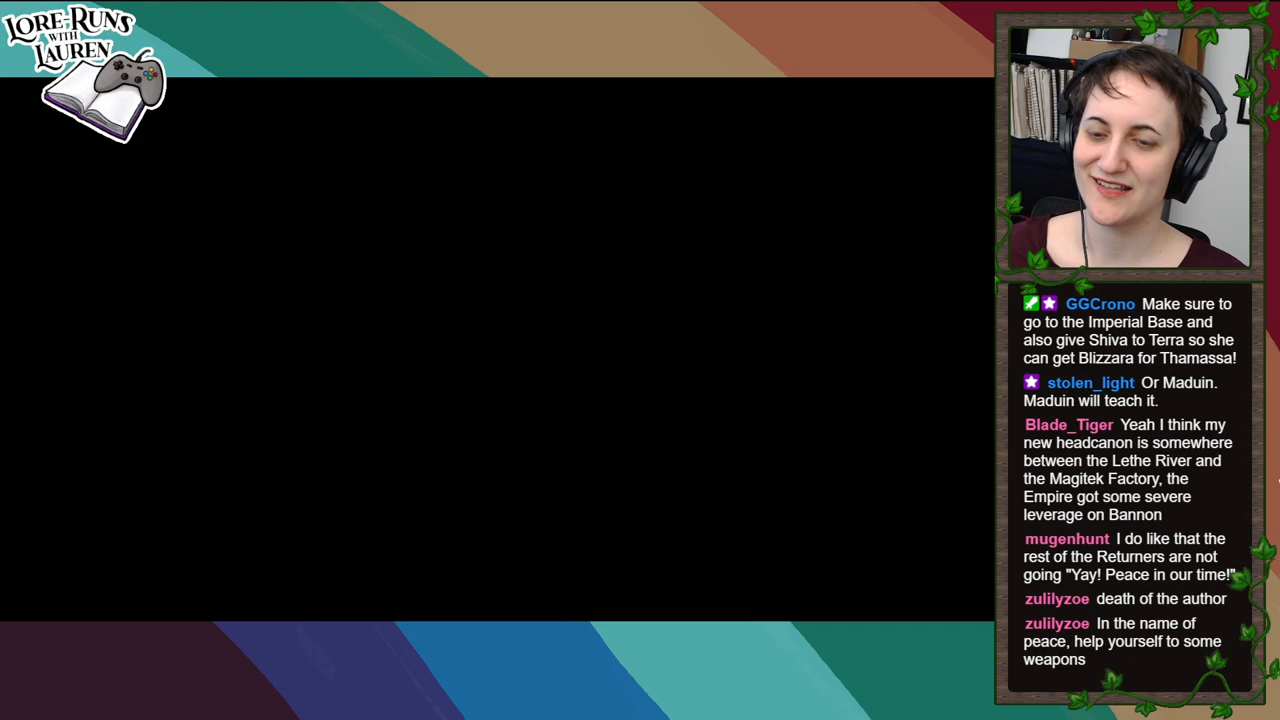 LORE-RUNS
WITH
LAUREN
GGCrono Make sure to
go to the Imperial Base and
also give Shiva to Terra so she
can get Blizzara for Thamassa!
stolen_light Or Maduin.
Maduin will teach it.
Blade_Tiger Yeah I think my
new headcanon is somewhere
between the Lethe River and
the Magitek Factory, the
Empire got some severe
leverage on Bannon
mugenhunt I do like that the
rest of the Returners are not
going "Yay! Peace in our time!"
zulilyzoe death of the author
zulilyzoe In the name of
peace, help yourself to some
weapons